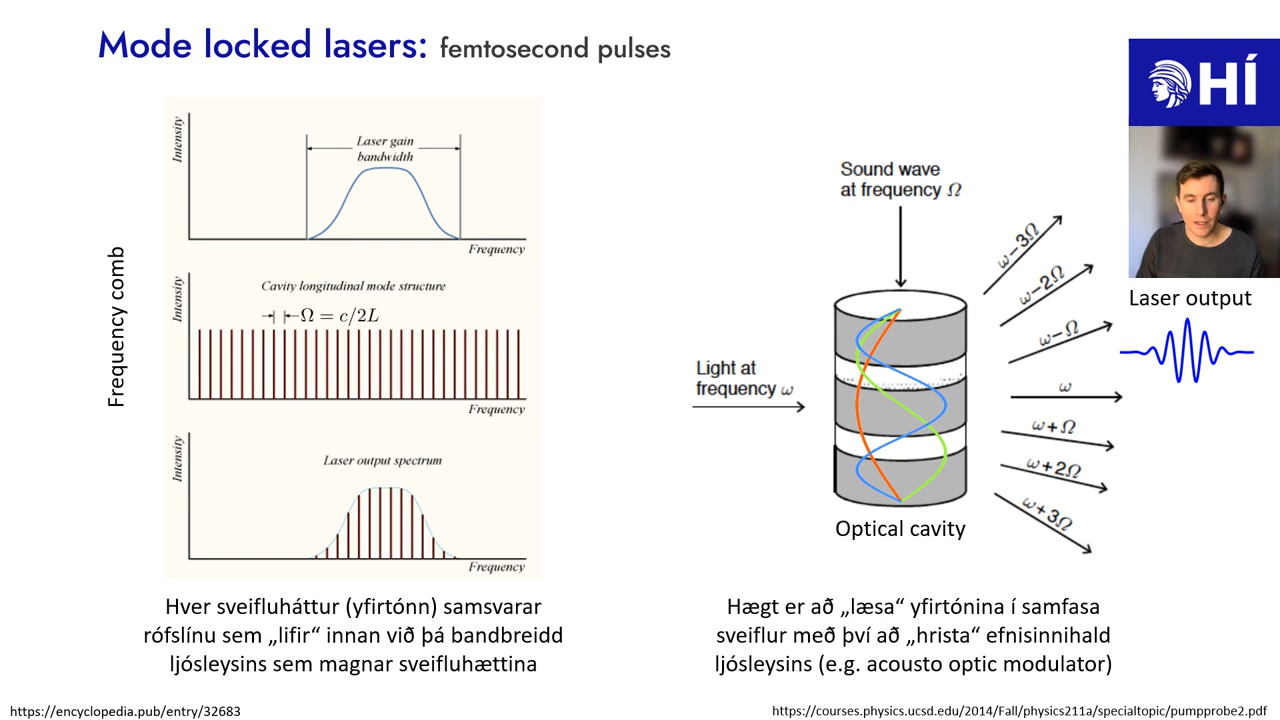 Mode locked lasers: femtosecond pulses
HÍ
Frequency comb
Intensity
Laser gain
bandwidth
Frequency
Intensity
Cavity longitudinal mode structure
Ω = c/2L
Frequency
Intensity
Laser output spectrum
Frequency
Sound wave
at frequency Ω
Light at
frequency ω
ω−3Ω
ω−2Ω
ω−Ω
ω
ω+Ω
ω+2Ω
ω+3Ω
Optical cavity
Laser output
Hver sveifluháttur (yfirtónn) samsvarar
rófslínu sem „lifir“ innan við þá bandbreidd
ljósleysins sem magnar sveifluhættina
Hægt er að „læsa“ yfirtónina í samfasa
sveiflur með því að „hrista“ efnisinnihald
ljósleysins (e.g. acousto optic modulator)
https://encyclopedia.pub/entry/32683
https://courses.physics.ucsd.edu/2014/Fall/physics211a/specialtopic/pumpprobe2.pdf